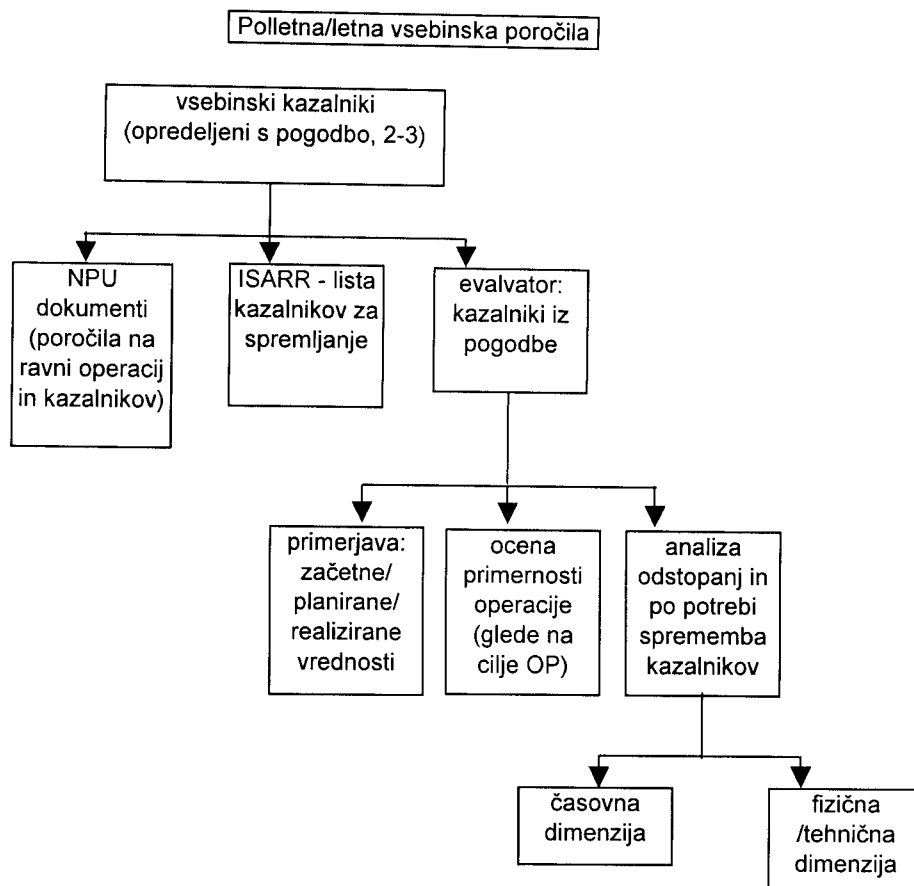 Polletna/letna vsebinska poročila
vsebinski kazalniki
(opredeljeni s pogodbo, 2-3)
NPU
dokumenti
(poročila na
ravni operacij
in kazalnikov)
ISARR - lista
kazalnikov za
spremljanje
evalvator:
kazalniki iz
pogodbe
primerjava:
začetne/
planirane/
realizirane
vrednosti
ocena
primernosti
operacije
(glede na
cilje OP)
analiza
odstopanj in
po potrebi
sprememba
kazalnikov
časovna
dimenzija
fizična
/tehnična
dimenzija